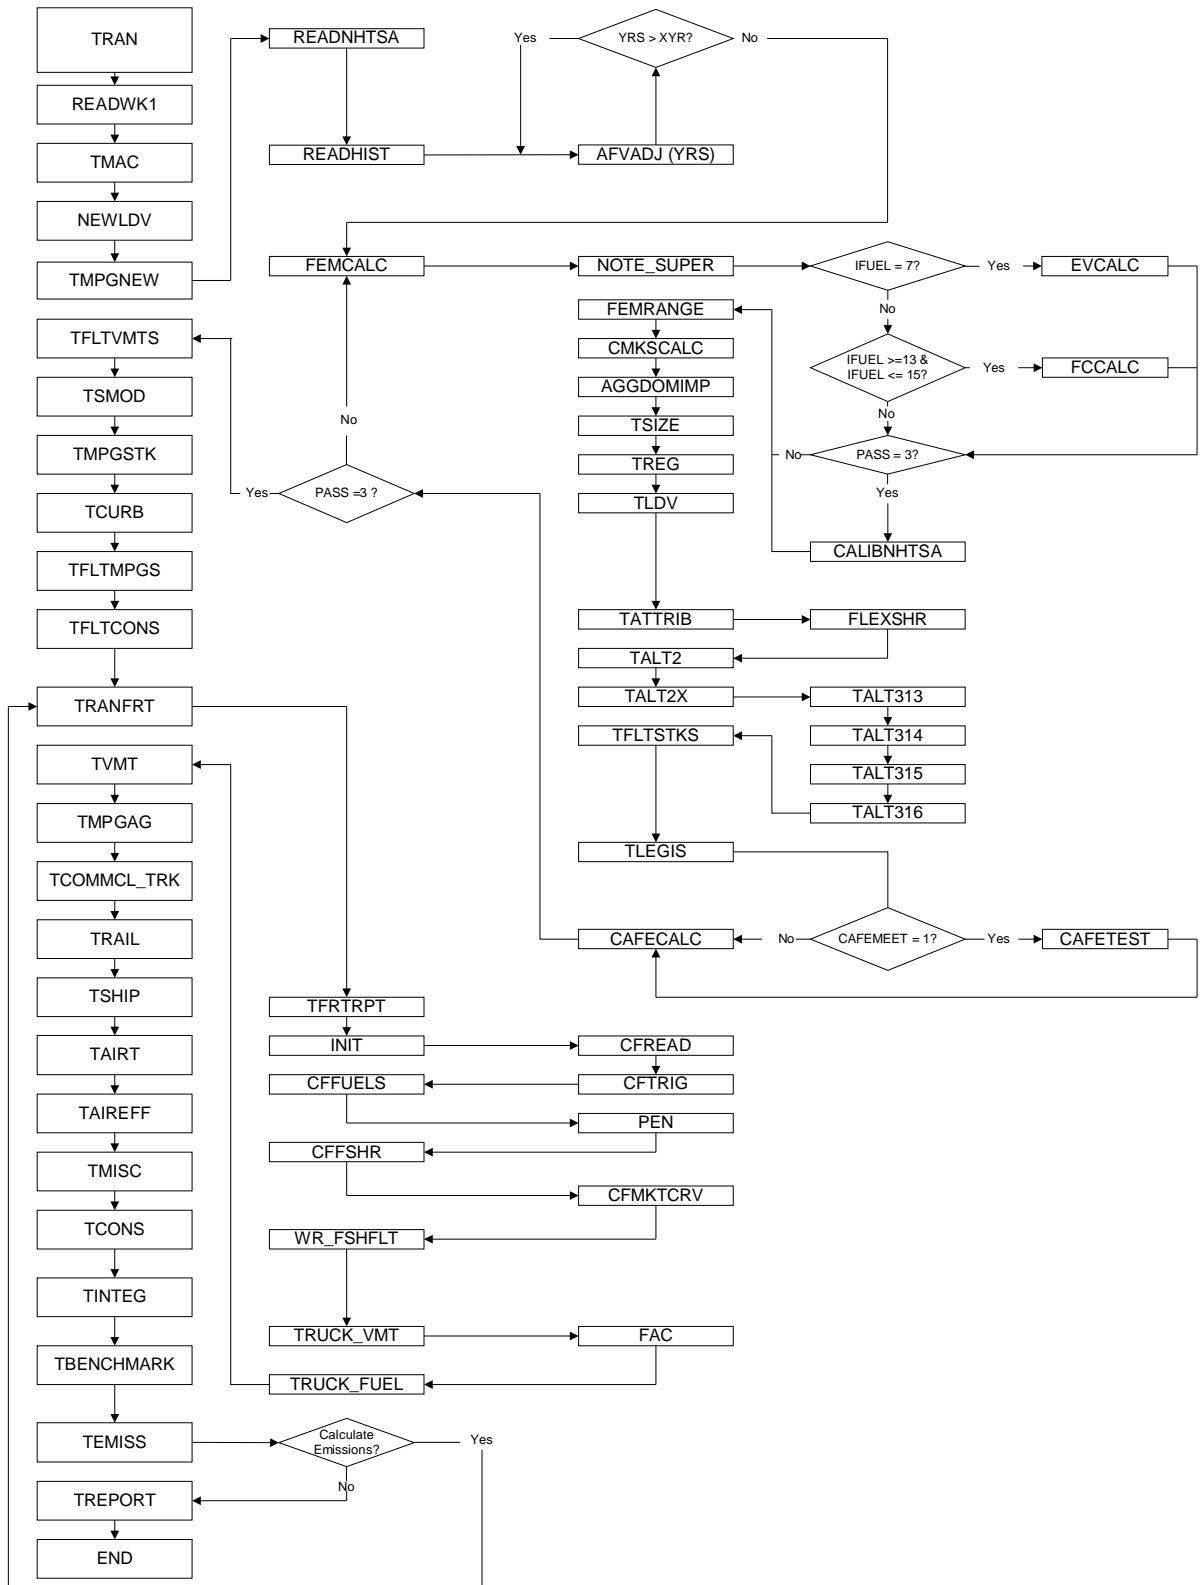 TRAN
READWK1
TMAC
NEWLDV
TMPGNEW
READNHTSA
READHIST
Yes
YRS > XYR?
No
AFVADJ (YRS)
FEMCALC
NOTE_SUPER
IFUEL = 7?
Yes
EVCALC
No
IFUEL >=13 &
IFUEL <= 15?
Yes
FCCALC
No
PASS = 3?
No
Yes
CALIBNHTSA
FEMRANGE
CMKSCALC
AGGDOMIMP
TSIZE
TREG
TLDV
TATTRIB
FLEXSHR
TALT2
TALT2X
TALT313
TALT314
TALT315
TALT316
TFLTSTKS
TLEGIS
CAFEMEET = 1?
Yes
CAFETEST
No
CAFECALC
PASS =3 ?
No
Yes
TFLTVMTS
TSMOD
TMPGSTK
TCURB
TFLTMPGS
TFLTCONS
TRANFRT
TFRTRPT
INIT
CFREAD
CFTRIG
CFFUELS
PEN
CFFSHR
CFMKTCRV
WR_FSHFLT
TRUCK_VMT
FAC
TRUCK_FUEL
TVMT
TMPGAG
TCOMMCL_TRK
TRAIL
TSHIP
TAIRT
TAIREFF
TMISC
TCONS
TINTEG
TBENCHMARK
TEMISS
Calculate
Emissions?
Yes
No
TREPORT
END